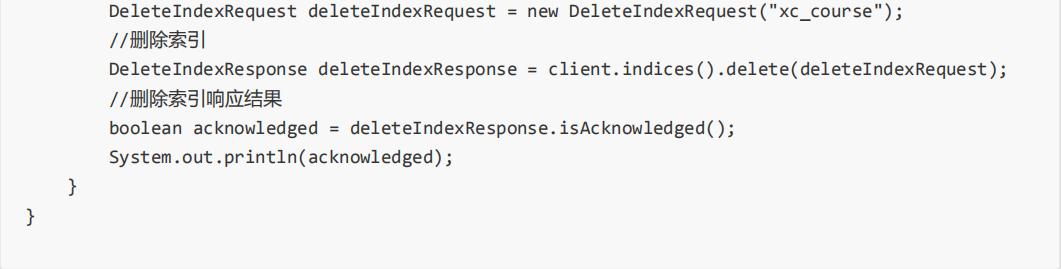 DeleteIndexRequest deleteIndexRequest = new DeleteIndexRequest("xc_course");
//删除索引
DeleteIndexResponse deleteIndexResponse = client.indices().delete(deleteIndexRequest);
//删除索引响应结果
boolean acknowledged = deleteIndexResponse.isAcknowledged();
System.out.println(acknowledged);
}
}